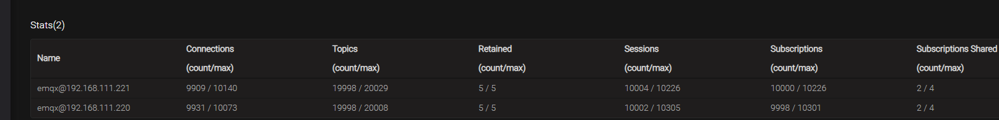 Stats(2)
Name Connections (count/max) Topics (count/max) Retained (count/max) Sessions (count/max) Subscriptions (count/max) Subscriptions Shared (count/max)
emqx@192.168.111.221 9909 / 10140 19998 / 20029 5 / 5 10004 / 10226 10000 / 10226 2 / 4
emqx@192.168.111.220 9931 / 10073 19998 / 20008 5 / 5 10002 / 10305 9998 / 10301 2 / 4